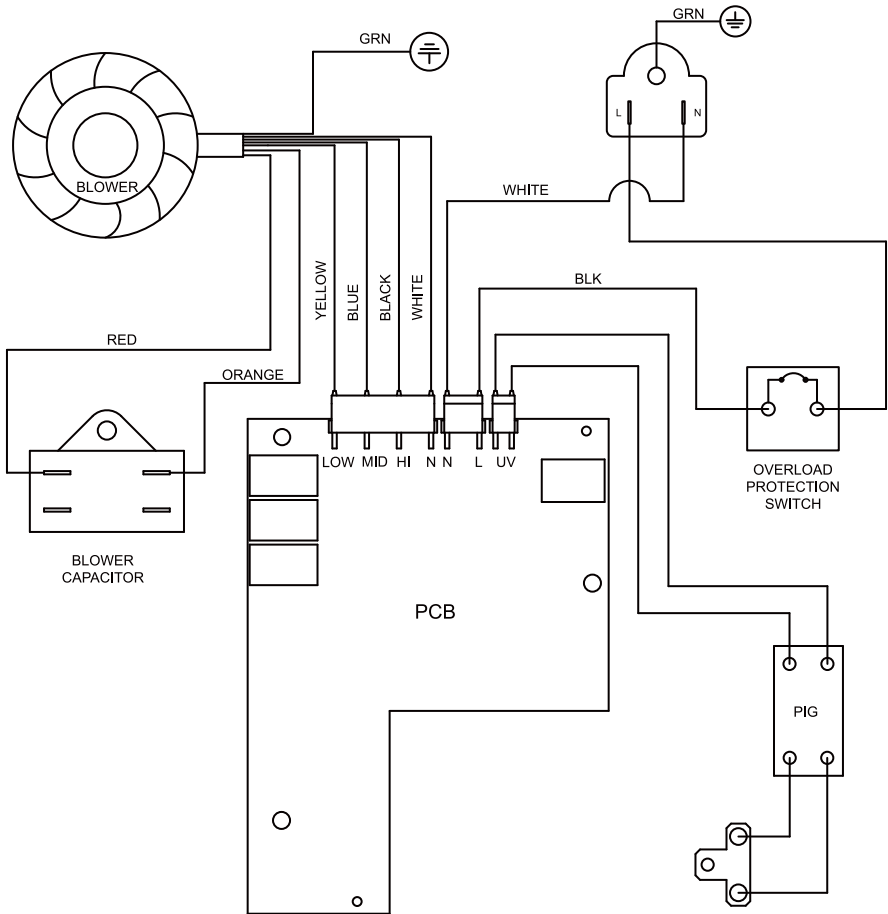 GRN
GRN
L
N
BLOWER
WHITE
YELLOW
BLUE
BLACK
WHITE
BLK
RED
ORANGE
LOW MID HI N N L UV
OVERLOAD
PROTECTION
SWITCH
BLOWER
CAPACITOR
PCB
PIG